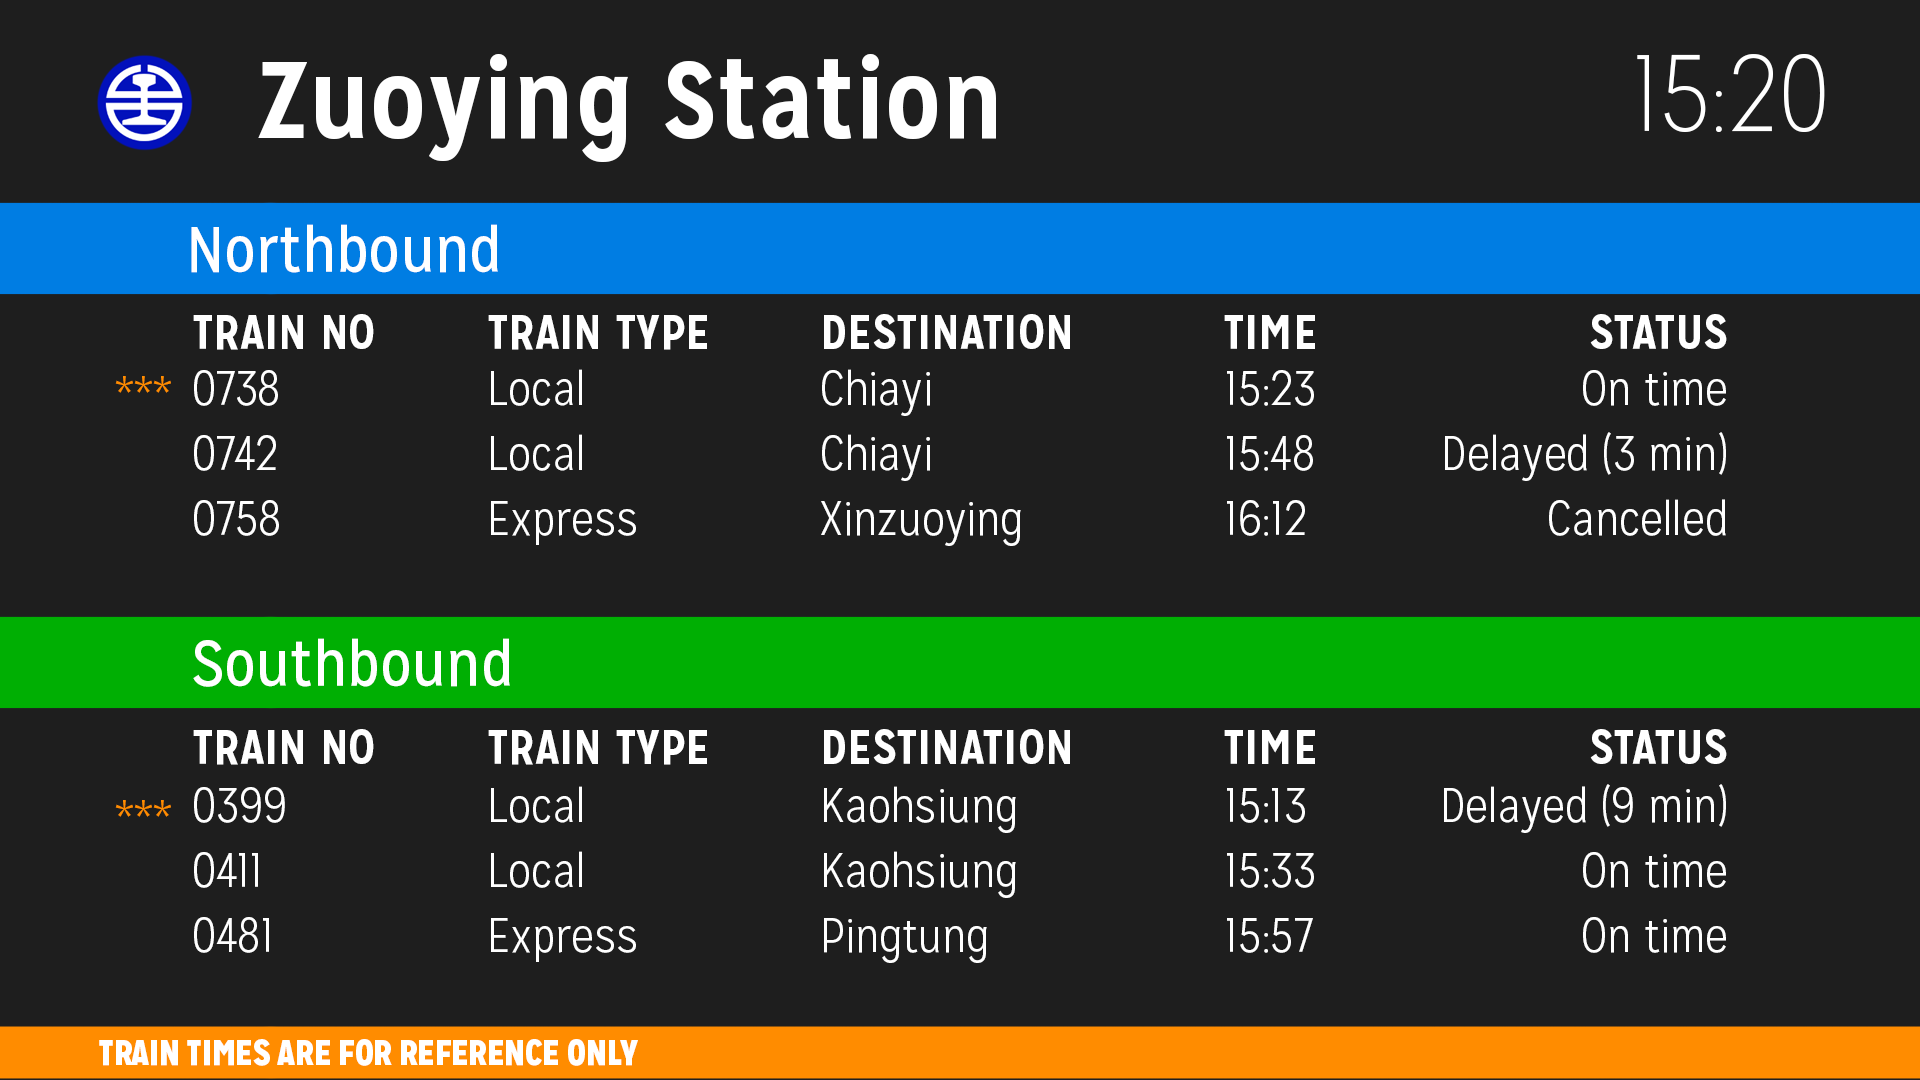 Zuoying Station 15:20
Northbound
TRAIN NO TRAIN TYPE DESTINATION TIME STATUS
*** 0738 Local Chiayi 15:23 On time
0742 Local Chiayi 15:48 Delayed (3 min)
0758 Express Xinzuoying 16:12 Cancelled
Southbound
TRAIN NO TRAIN TYPE DESTINATION TIME STATUS
*** 0399 Local Kaohsiung 15:13 Delayed (9 min)
0411 Local Kaohsiung 15:33 On time
0481 Express Pingtung 15:57 On time
TRAIN TIMES ARE FOR REFERENCE ONLY